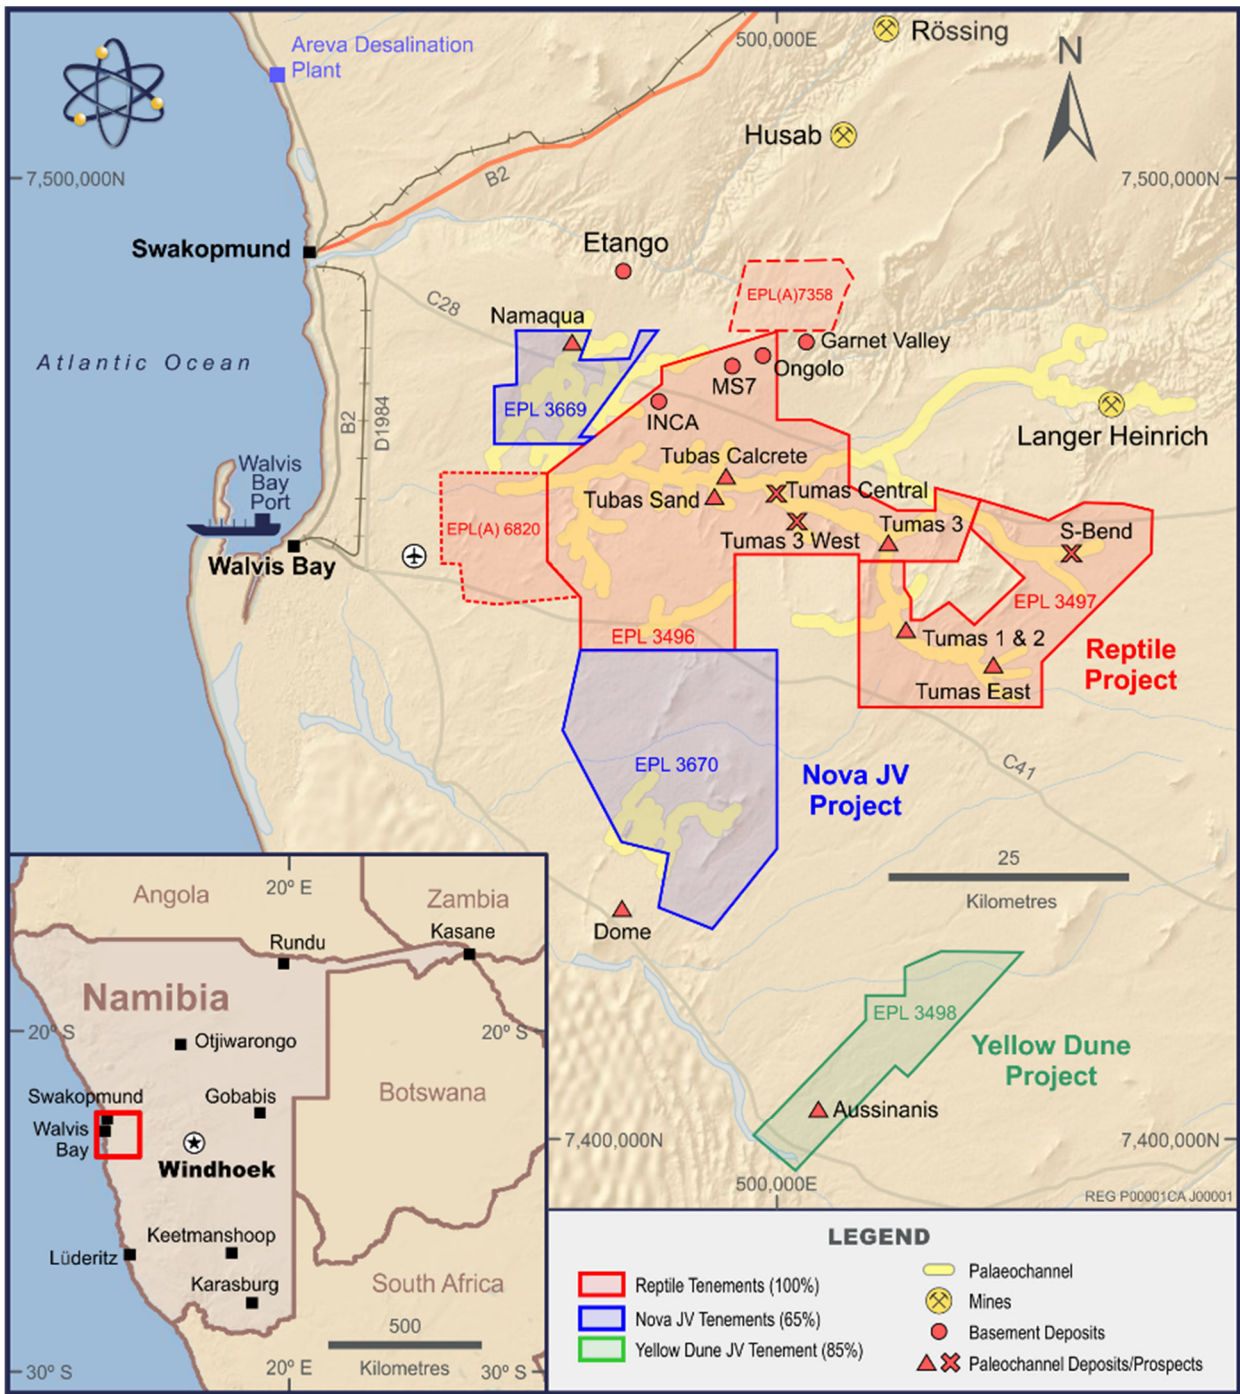 Areva Desalination
Plant
500,000E
Rössing
N
Husab
7,500,000N
7,500,000N
B2
Swakopmund
Etango
C28
EPL(A)7358
Namaqua
Garnet Valley
Ongolo
MS7
Atlantic Ocean
EPL 3669
INCA
B2
D1984
Langer Heinrich
Tubas Calcrete
Walvis
Bay
Port
Tumas Central
Tubas Sand
EPL(A) 6820
Tumas 3
S-Bend
Tumas 3 West
Walvis Bay
EPL 3497
EPL 3496
Tumas 1 & 2
Reptile
Project
Tumas East
EPL 3670
C41
Nova JV
Project
25
Kilometres
Dome
EPL 3498
Yellow Dune
Project
Aussinanis
7,400,000N
7,400,000N
500,000E
REG P00001CA J00001
20º E
Angola
Zambia
Rundu
Kasane
Namibia
20º S
20º S
Otjiwarongo
Botswana
Swakopmund
Gobabis
Walvis
Bay
Windhoek
Keetmanshoop
Lüderitz
Karasburg
South Africa
500
Kilometres
30º S
20º E
30º S
LEGEND
Reptile Tenements (100%)
Nova JV Tenements (65%)
Yellow Dune JV Tenement (85%)
Palaeochannel
Mines
Basement Deposits
Paleochannel Deposits/Prospects